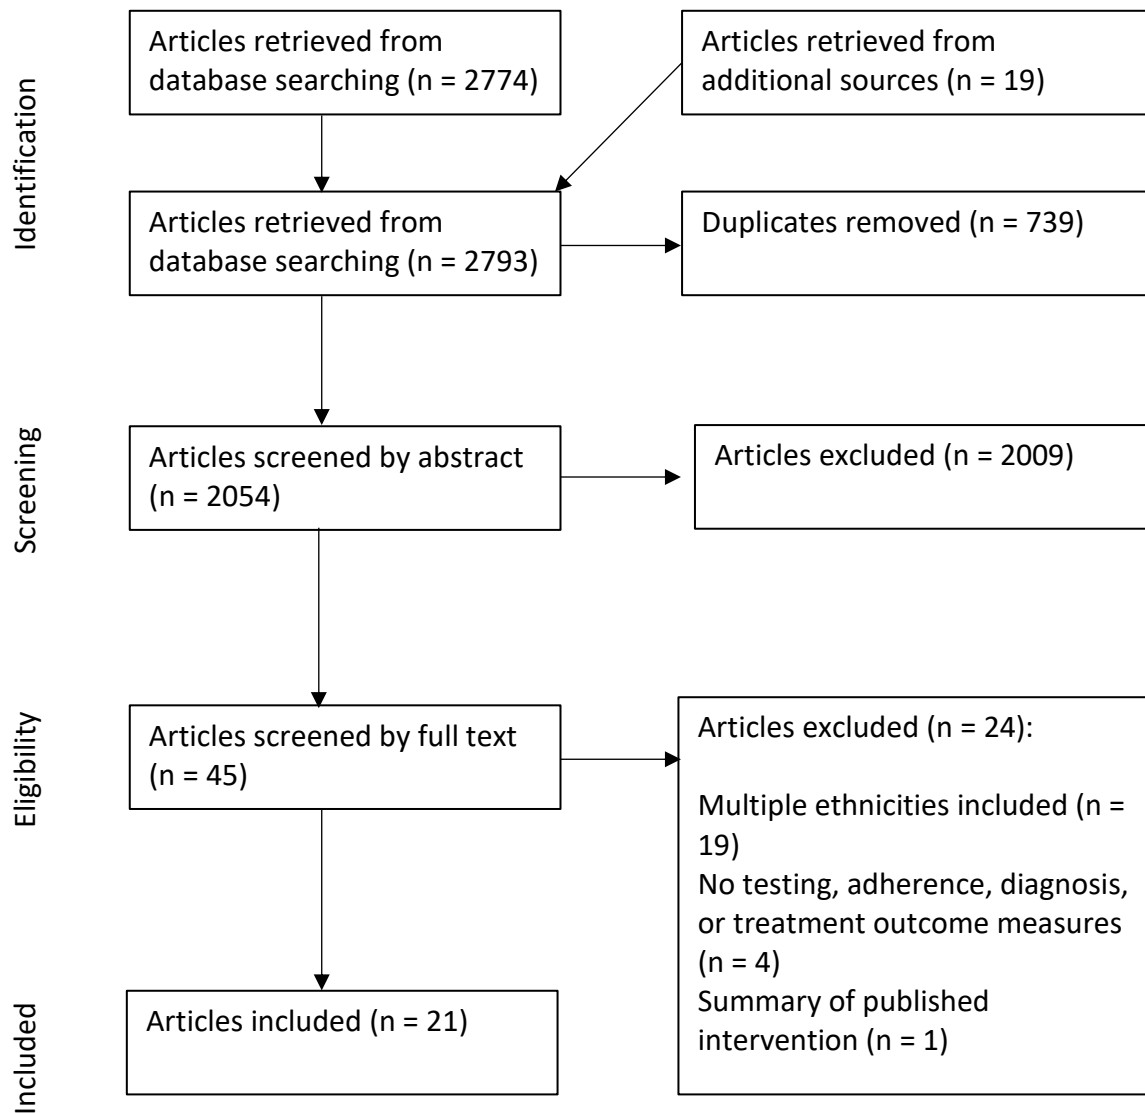 Identification
Articles retrieved from
database searching (n = 2774)
Articles retrieved from
additional sources (n = 19)
Articles retrieved from
database searching (n = 2793)
Duplicates removed (n = 739)
Screening
Articles screened by abstract
(n = 2054)
Articles excluded (n = 2009)
Eligibility
Articles screened by full text
(n = 45)
Articles excluded (n = 24):
Multiple ethnicities included (n =
19)
No testing, adherence, diagnosis,
or treatment outcome measures
(n = 4)
Summary of published
intervention (n = 1)
Included
Articles included (n = 21)